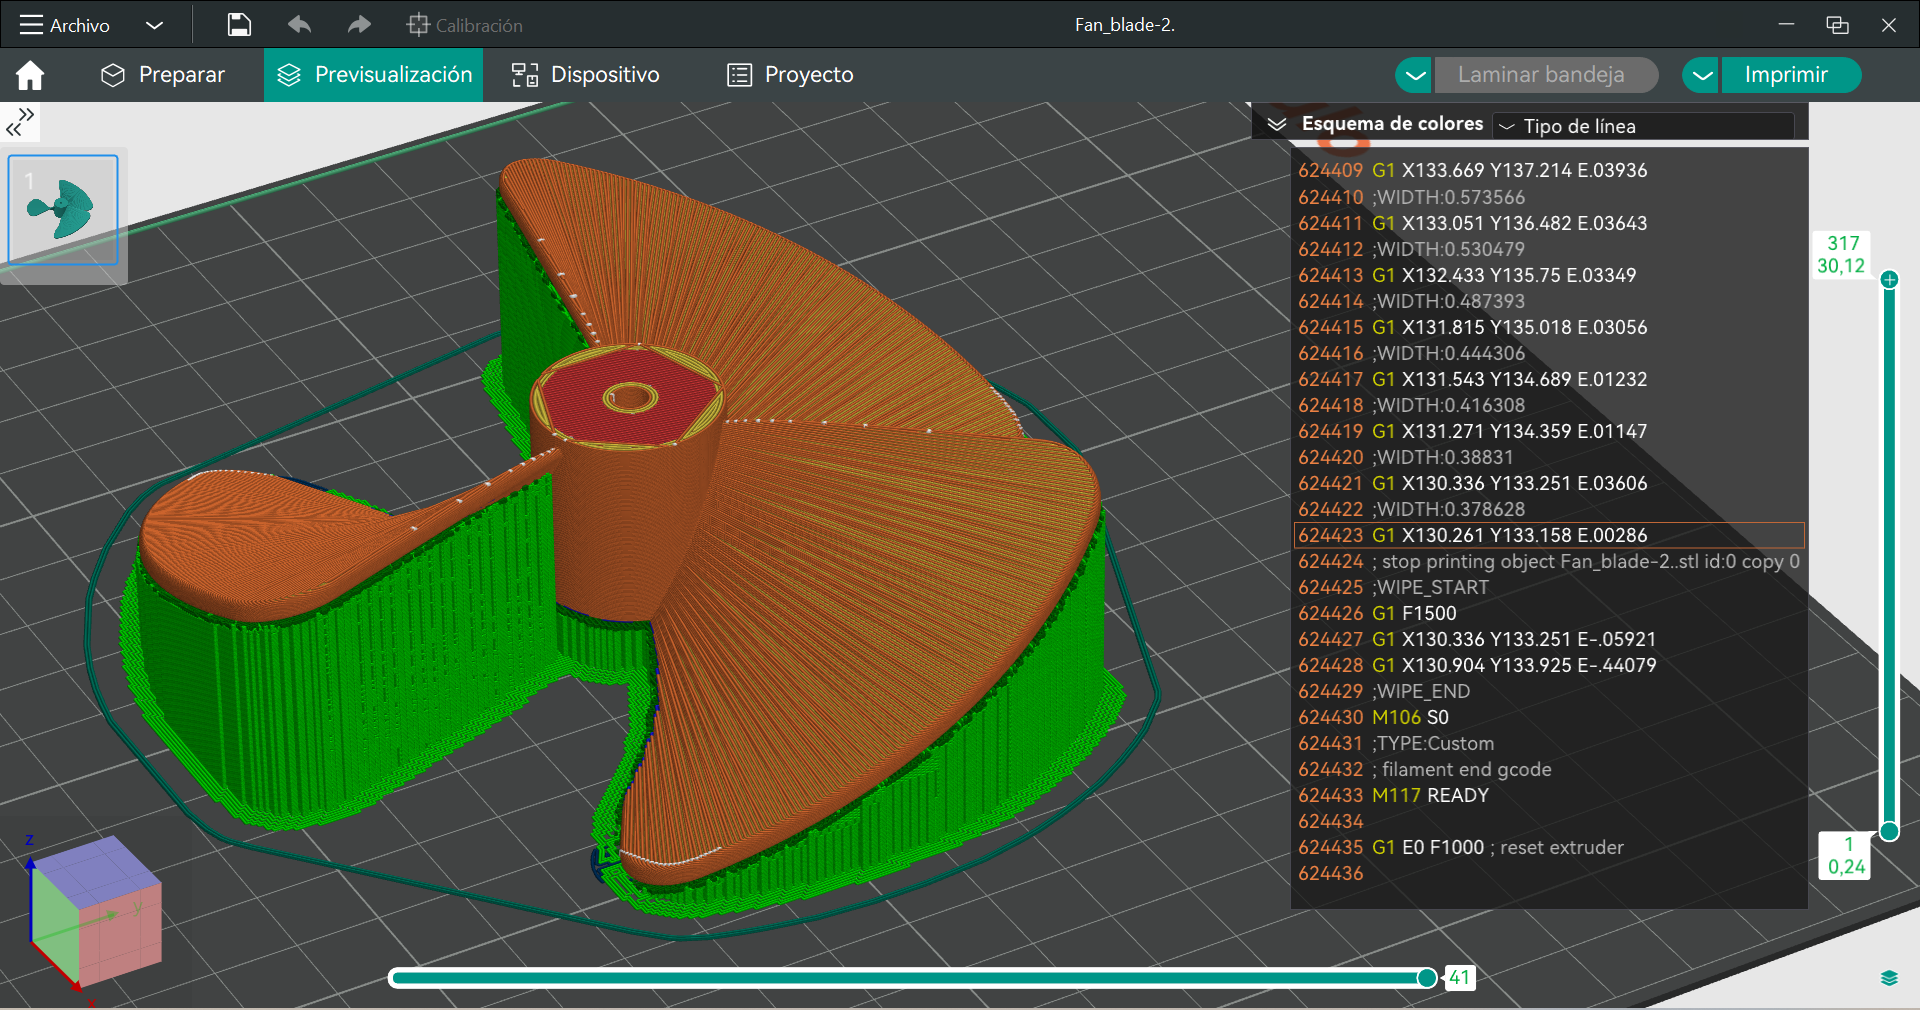 Archivo
Calibración
Fan_blade-2.
Preparar
Previsualización
Dispositivo
Proyecto
Laminar bandeja
Imprimir
1
Esquema de colores
Tipo de línea
624409 G1 X133.669 Y137.214 E.03936
624410 ;WIDTH:0.573566
624411 G1 X133.051 Y136.482 E.03643
624412 ;WIDTH:0.530479
624413 G1 X132.433 Y135.75 E.03349
624414 ;WIDTH:0.487393
624415 G1 X131.815 Y135.018 E.03056
624416 ;WIDTH:0.444306
624417 G1 X131.543 Y134.689 E.01232
624418 ;WIDTH:0.416308
624419 G1 X131.271 Y134.359 E.01147
624420 ;WIDTH:0.38831
624421 G1 X130.336 Y133.251 E.03606
624422 ;WIDTH:0.378628
624423 G1 X130.261 Y133.158 E.00286
624424 ; stop printing object Fan_blade-2..stl id:0 copy 0
624425 ;WIPE_START
624426 G1 F1500
624427 G1 X130.336 Y133.251 E-.05921
624428 G1 X130.904 Y133.925 E-.44079
624429 ;WIPE_END
624430 M106 S0
624431 ;TYPE:Custom
624432 ; filament end gcode
624433 M117 READY
624434
624435 G1 E0 F1000 ; reset extruder
624436
317
30,12
1
0,24
41
Z
Y
X